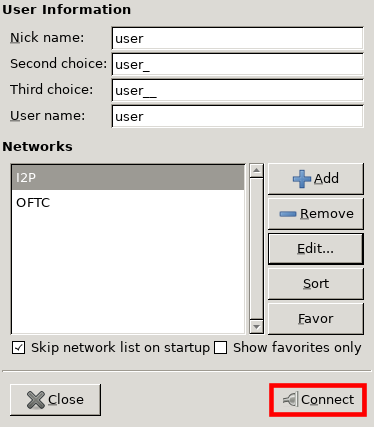 User Information
Nick name: user
Second choice: user_
Third choice: user__
User name: user
Networks
I2P
OFTC
Add
Remove
Edit...
Sort
Favor
Skip network list on startup Show favorites only
Close Connect